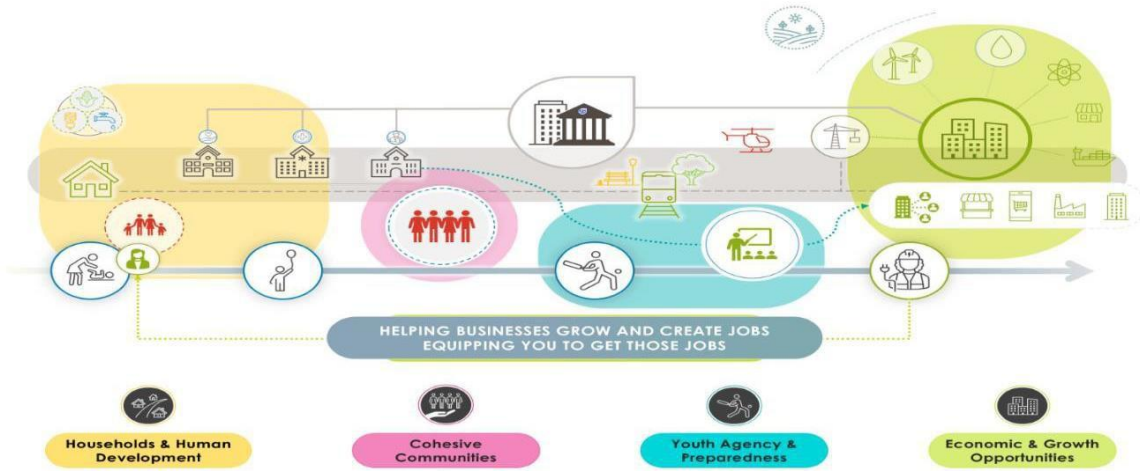 HELPING BUSINESSES GROW AND CREATE JOBS
EQUIPPING YOU TO GET THOSE JOBS
Households & Human
Development
Cohesive
Communities
Youth Agency &
Preparedness
Economic & Growth
Opportunities